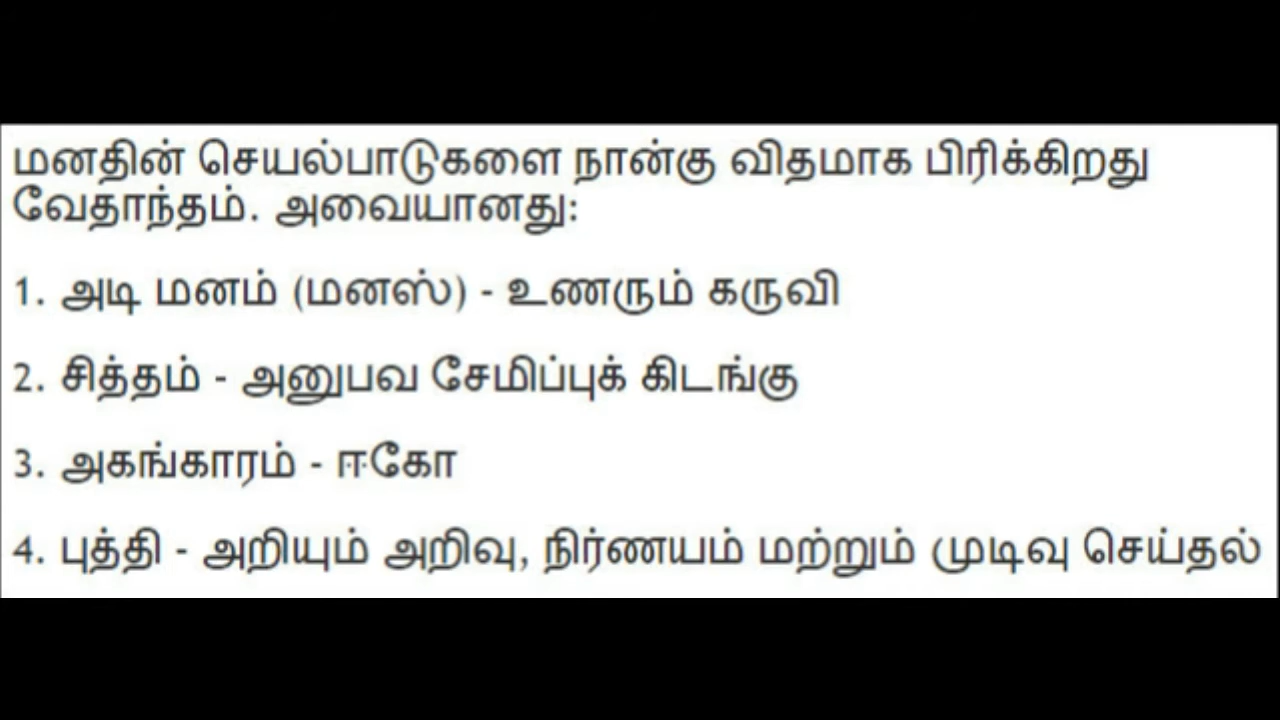 மனதின் செயல்பாடுகளை நான்கு விதமாக பிரிக்கிறது
வேதாந்தம். அவையானது:
1. அடி மனம் (மனஸ்) - உணரும் கருவி
2. சித்தம் - அனுபவ சேமிப்புக் கிடங்கு
3. அகங்காரம் - ஈகோ
4. புத்தி - அறியும் அறிவு, நிர்ணயம் மற்றும் முடிவு செய்தல்